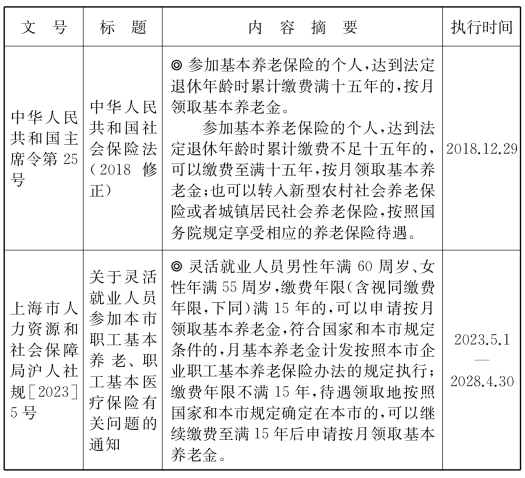 文 号
标 题
内 容 摘 要
执行时间
中华人民
共和国主
席令第 25
号
中华人民
共和国社
会保险法
(2018 修
正)
◎ 参加基本养老保险的个人,达到法定
退休年龄时累计缴费满十五年的,按月
领取基本养老金。
参加基本养老保险的个人,达到法
定退休年龄时累计缴费不足十五年的,
可以缴费至满十五年,按月领取基本养
老金;也可以转入新型农村社会养老保
险或者城镇居民社会养老保险,按照国
务院规定享受相应的养老保险待遇。
2018.12.29
上海市人
力资源和
社会保障
局沪人社
规[2023]
5 号
关于灵活
就业人员
参加本市
职工基本
养老、职
工基本医
疗保险有
关问题的
通知
◎ 灵活就业人员男性年满 60 周岁、女
性年满 55 周岁,缴费年限(含视同缴费
年限,下同)满 15 年的,可以申请按月
领取基本养老金,符合国家和本市规定
条件的,月基本养老金计发按照本市企
业职工基本养老保险办法的规定执行;
缴费年限不满 15 年,待遇领取地按照
国家和本市规定确定在本市的,可以继
续缴费至满 15 年后申请按月领取基本
养老金。
2023.5.1
—
2028.4.30